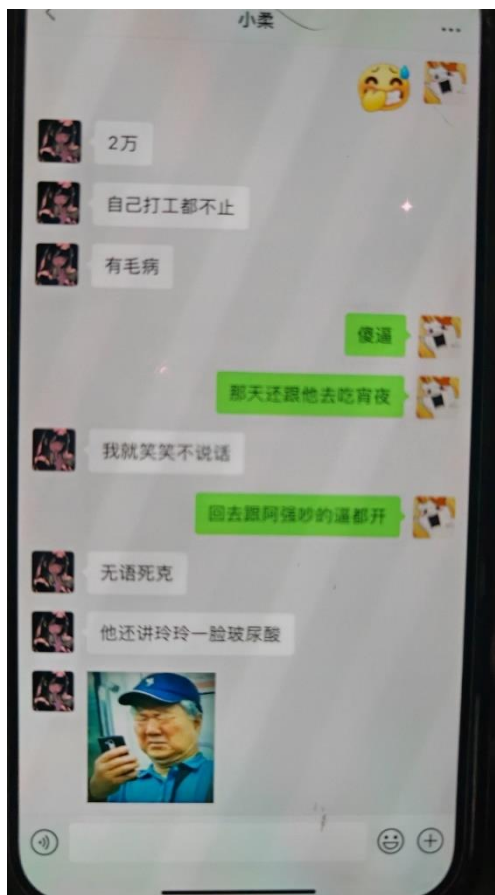 小柔
2万
自己打工都不止
有毛病
傻逼
那天还跟他去吃宵夜
我就笑笑不说话
回去跟阿强吵的逼都开
无语死克
他还讲玲玲一脸玻尿酸